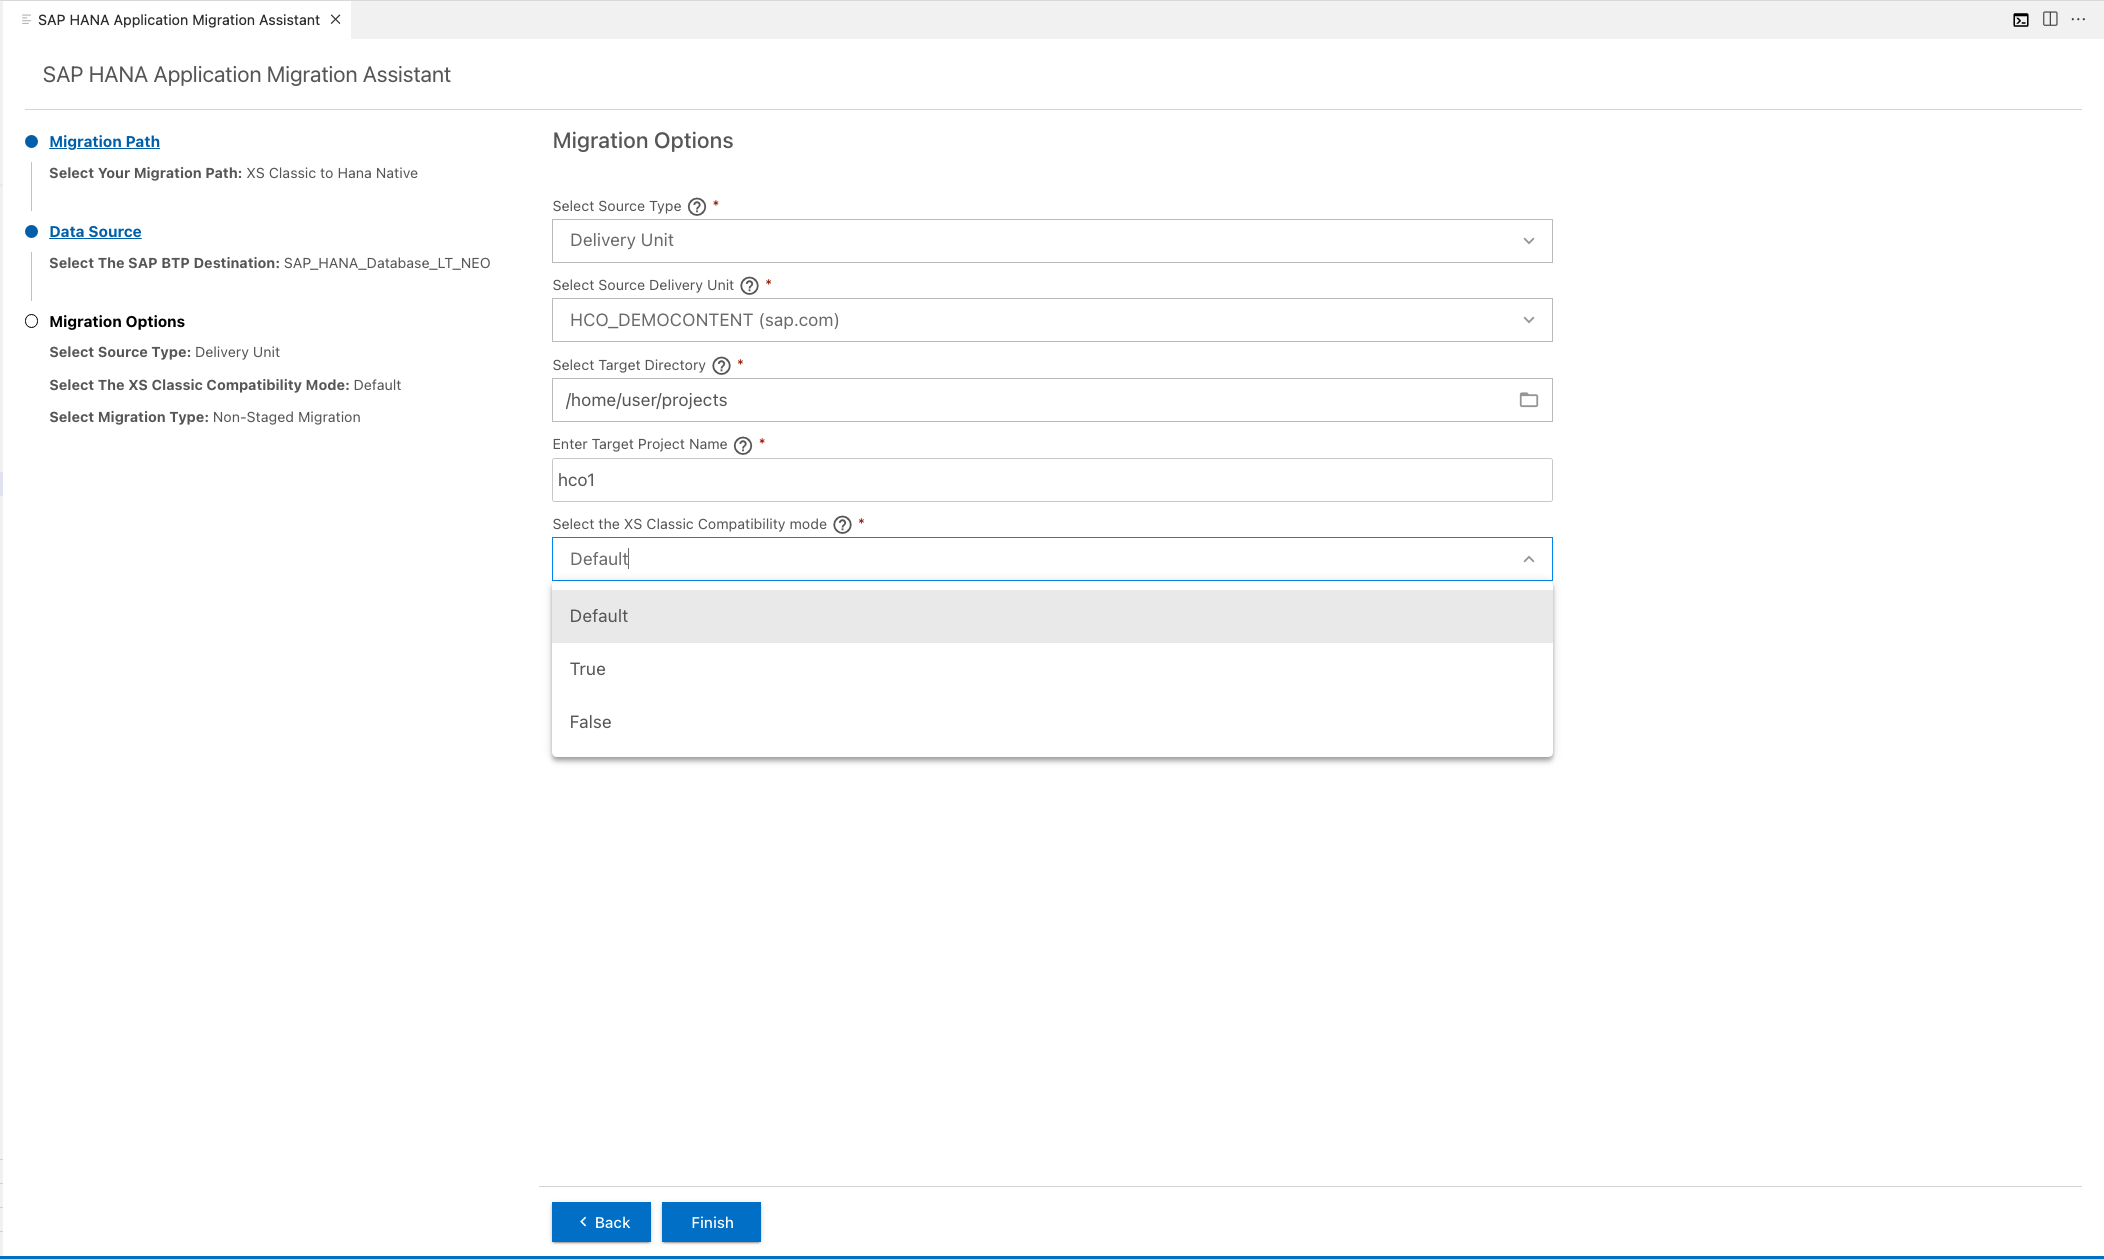 SAP HANA Application Migration Assistant
SAP HANA Application Migration Assistant
Migration Path
Select Your Migration Path: XS Classic to Hana Native
Data Source
Select The SAP BTP Destination: SAP_HANA_Database_LT_NEO
Migration Options
Select Source Type: Delivery Unit
Select The XS Classic Compatibility Mode: Default
Select Migration Type: Non-Staged Migration
Migration Options
Select Source Type ? *
Delivery Unit
Select Source Delivery Unit ? *
HCO_DEMOCONTENT (sap.com)
Select Target Directory ? *
/home/user/projects
Enter Target Project Name ? *
hco1
Select the XS Classic Compatibility mode ? *
Default
Default
True
False
Back
Finish